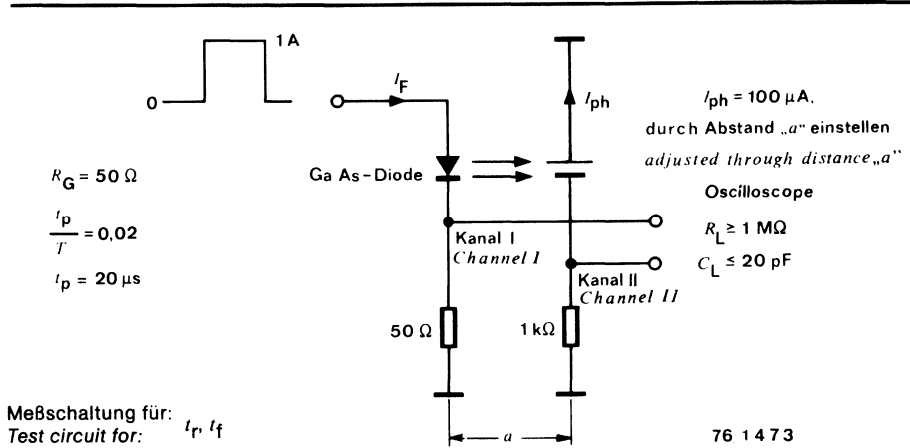 1 A
0
I_F
I_ph
I_ph = 100 µA,
durch Abstand „a” einstellen
adjusted through distance „a”
R_G = 50 Ω
Ga As-Diode
Oscilloscope
t_p/T = 0,02
R_L ≥ 1 MΩ
Kanal I
Channel I
C_L ≤ 20 pF
t_p = 20 µs
Kanal II
Channel II
50 Ω
1 kΩ
Meßschaltung für:
Test circuit for: t_r, t_f
a
76 1473